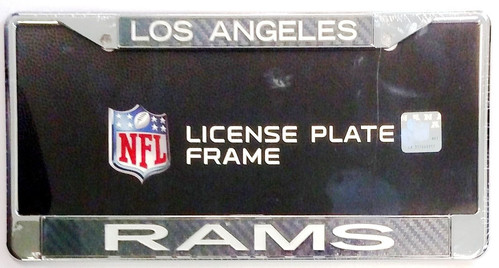 LOS ANGELES
NFL
LICENSE PLATE
FRAME
RAMS